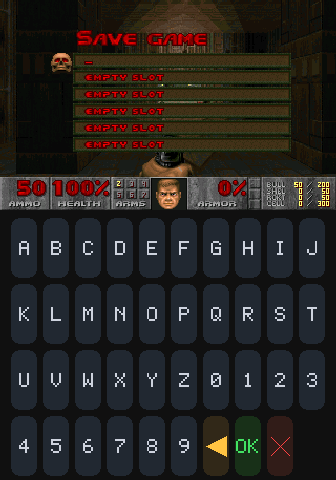 SAVE GAME
_
EMPTY SLOT
EMPTY SLOT
EMPTY SLOT
EMPTY SLOT
EMPTY SLOT
50 100% 2 3 4 0% BULL 50 / 200
5 6 7 SHEL 0 / 50
RCKT 0 / 50
AMMO HEALTH ARMS ARMOR CELL 0 / 300
A B C D E F G H I J
K L M N O P Q R S T
U V W X Y Z 0 1 2 3
4 5 6 7 8 9 OK